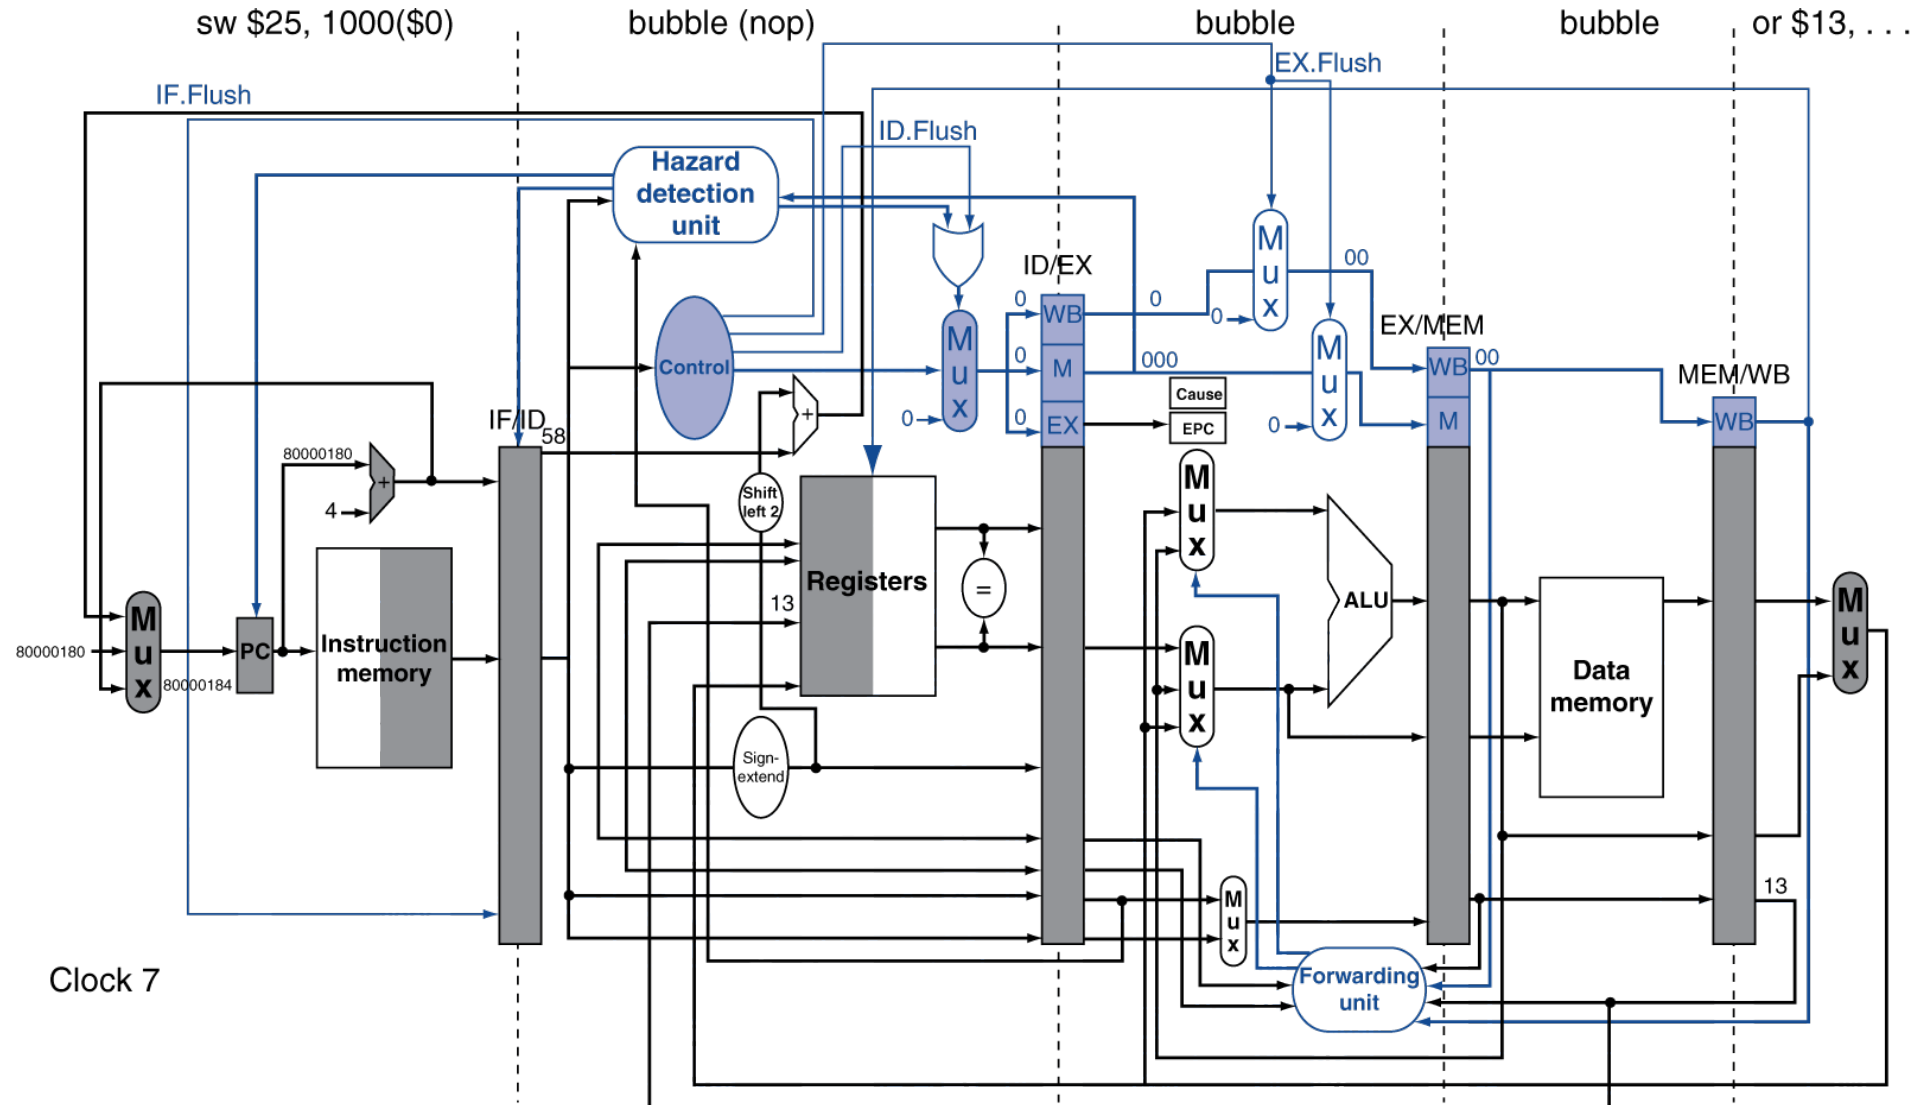 sw $25, 1000($0)
bubble (nop)
bubble
bubble
or $13, . . .
EX.Flush
IF.Flush
ID.Flush
Hazard
detection
unit
M
u
x
00
ID/EX
0
WB
0
0
M
u
x
EX/MEM
Control
M
u
x
0
M
000
M
u
x
WB
00
MEM/WB
0
0
EX
Cause
EPC
0
M
WB
+
IF/ID
58
80000180
+
4
Shift
left 2
M
u
x
Registers
=
ALU
13
M
u
x
80000180
80000184
PC
Instruction
memory
M
u
x
Data
memory
M
u
x
Sign-
extend
M
u
x
13
Clock 7
Forwarding
unit